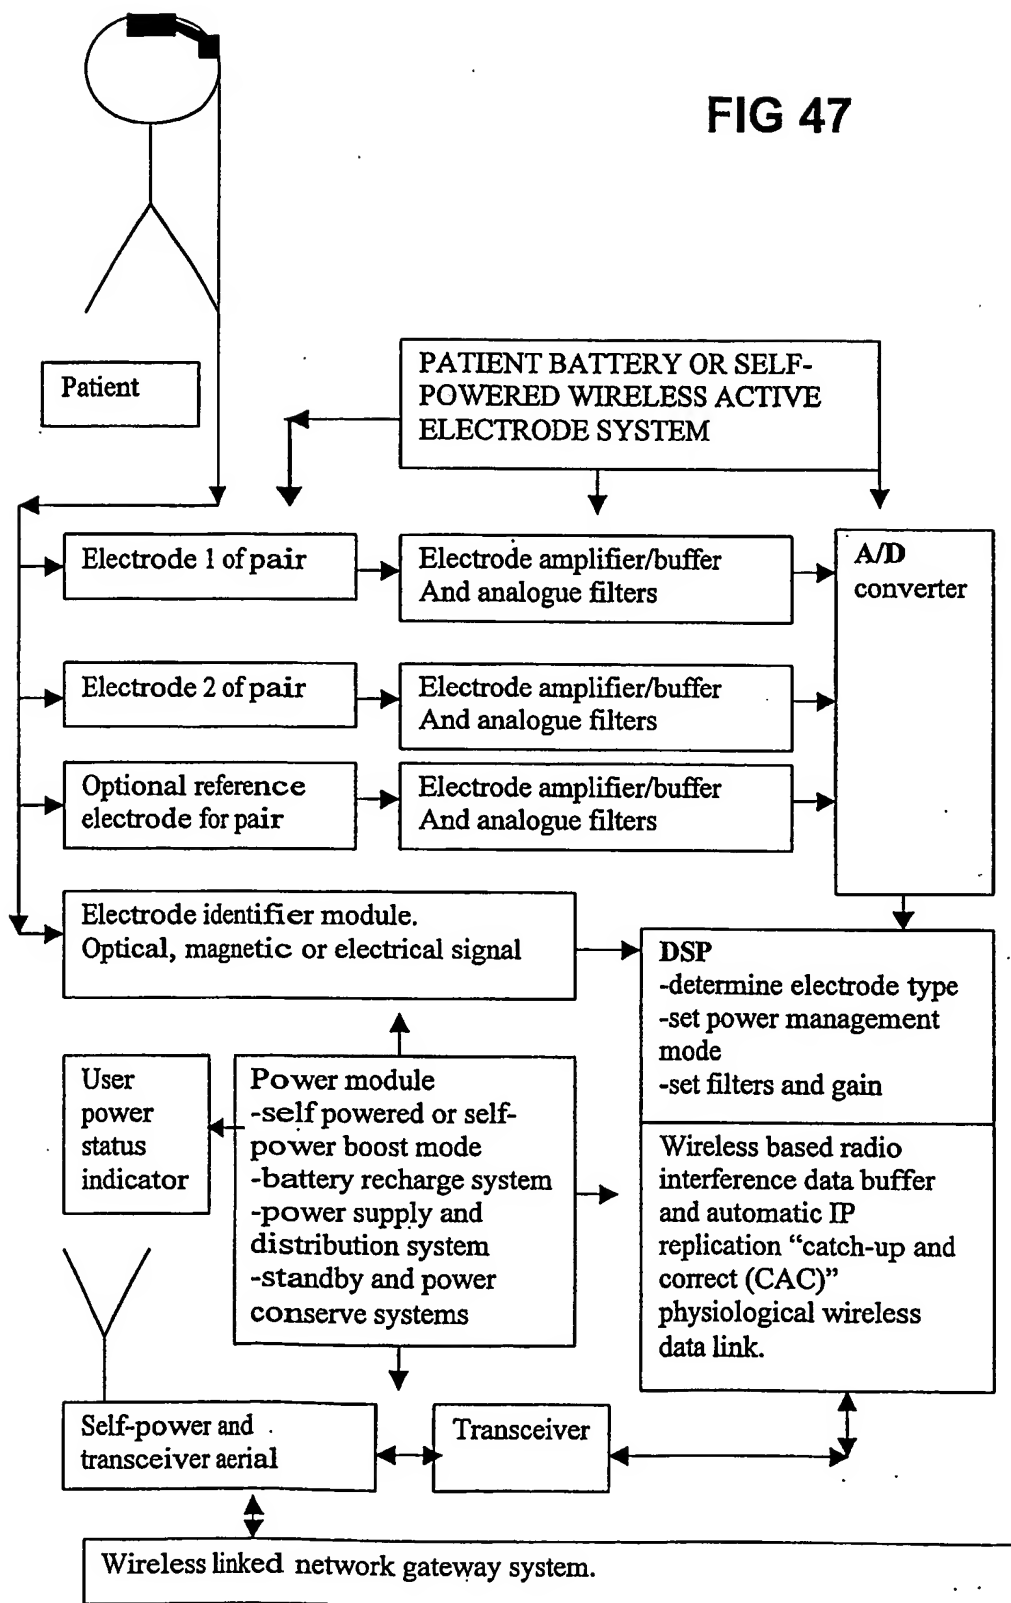 FIG 47
Patient
PATIENT BATTERY OR SELF-
POWERED WIRELESS ACTIVE
ELECTRODE SYSTEM
Electrode 1 of pair
Electrode amplifier/buffer
And analogue filters
A/D
converter
Electrode 2 of pair
Electrode amplifier/buffer
And analogue filters
Optional reference
electrode for pair
Electrode amplifier/buffer
And analogue filters
Electrode identifier module.
Optical, magnetic or electrical signal
DSP
-determine electrode type
-set power management
mode
-set filters and gain
User
power
status
indicator
Power module
-self powered or self-
power boost mode
-battery recharge system
-power supply and
distribution system
-standby and power
conserve systems
Wireless based radio
interference data buffer
and automatic IP
replication “catch-up and
correct (CAC)”
physiological wireless
data link.
Self-power and
transceiver aerial
Transceiver
Wireless linked network gateway system.